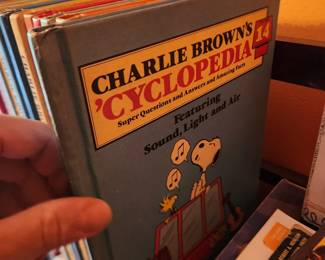 CHARLIE BROWN'S
'CYCLOPEDIA
14
Super Questions and Answers and Amazing Facts
Featuring
Sound, Light and Air